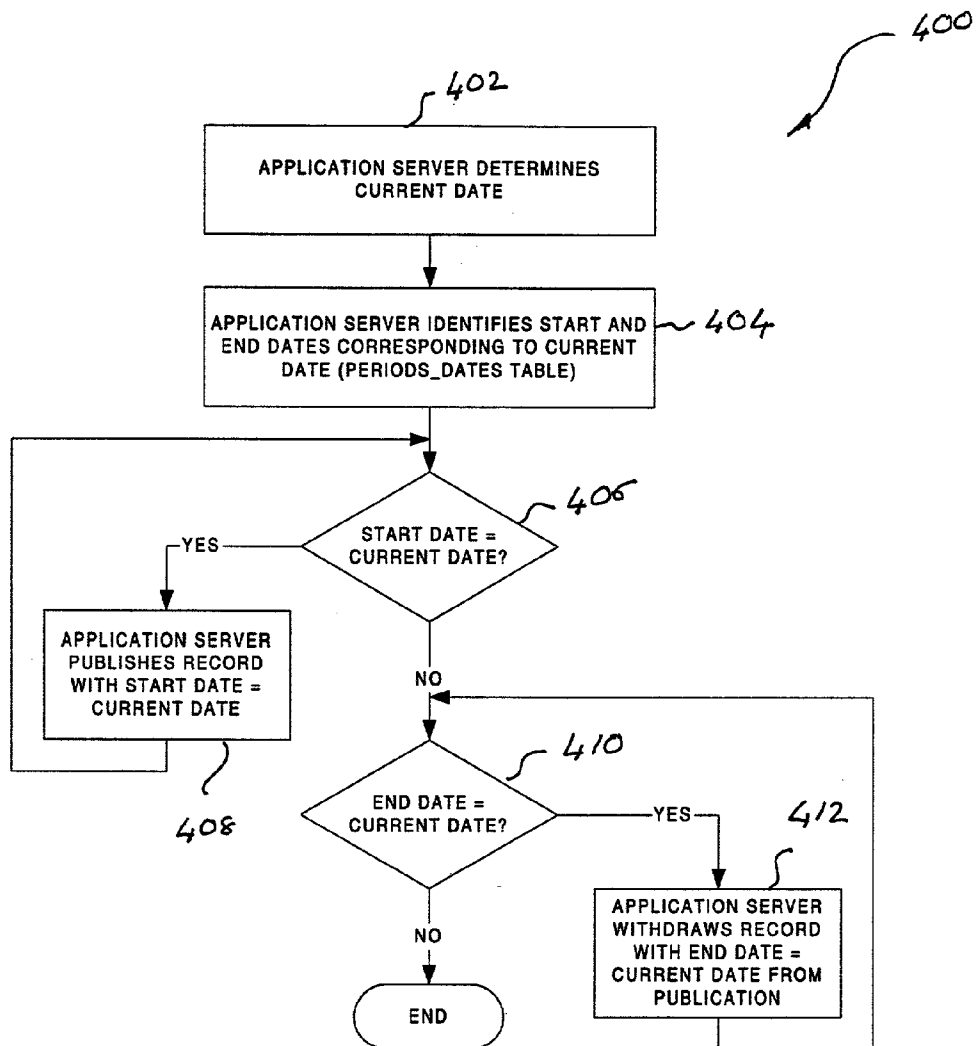 400
402
APPLICATION SERVER DETERMINES
CURRENT DATE
APPLICATION SERVER IDENTIFIES START AND
END DATES CORRESPONDING TO CURRENT
DATE (PERIODS_DATES TABLE)
404
406
START DATE =
CURRENT DATE?
YES
APPLICATION SERVER
PUBLISHES RECORD
WITH START DATE =
CURRENT DATE
408
NO
410
END DATE =
CURRENT DATE?
YES
412
APPLICATION SERVER
WITHDRAWS RECORD
WITH END DATE =
CURRENT DATE FROM
PUBLICATION
NO
END